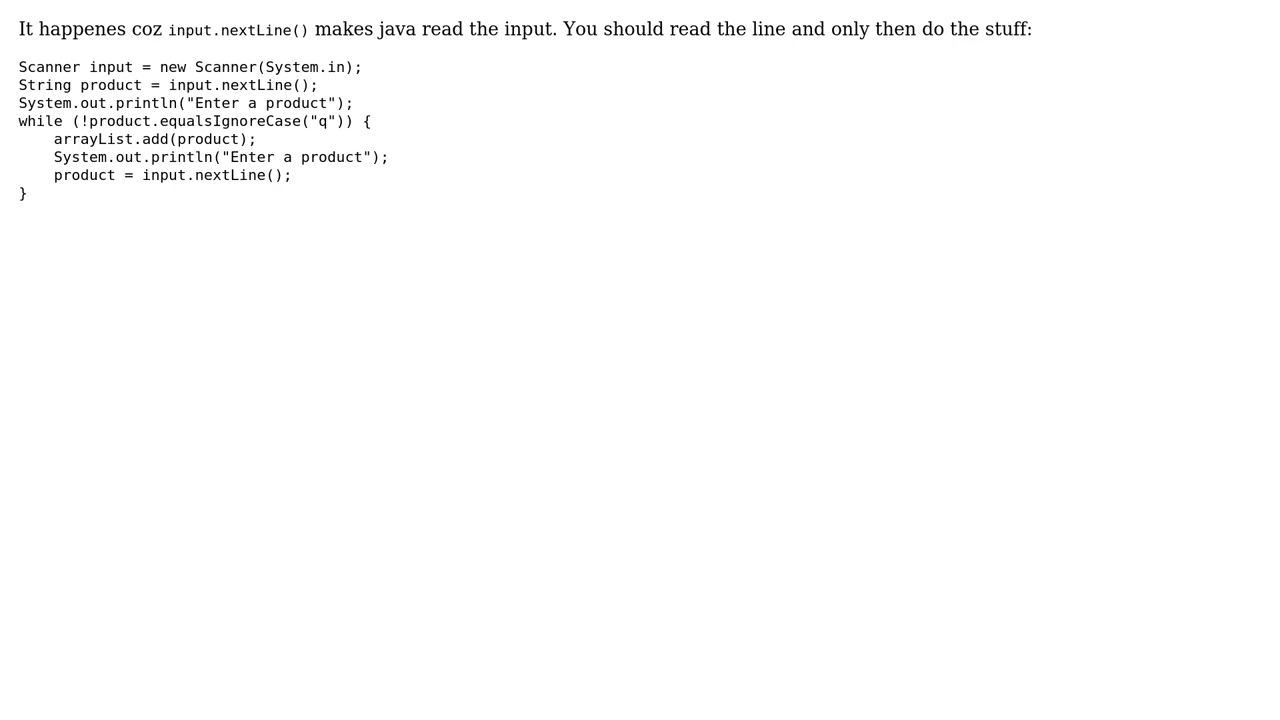 It happenes coz input.nextLine() makes java read the input. You should read the line and only then do the stuff:
Scanner input = new Scanner(System.in);
String product = input.nextLine();
System.out.println("Enter a product");
while (!product.equalsIgnoreCase("q")) {
    arrayList.add(product);
    System.out.println("Enter a product");
    product = input.nextLine();
}